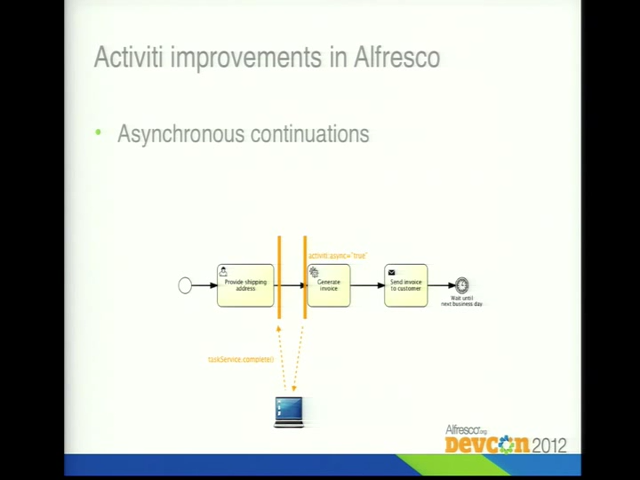 Activiti improvements in Alfresco
• Asynchronous continuations
activiti:async="true"
Provide shipping
address
Generate
invoice
Send invoice
to customer
Wait until
next business day
taskService.complete()
Alfresco.org
DevCon 2012